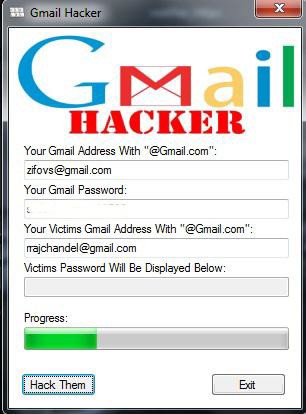 Gmail Hacker
Gmail
HACKER
Your Gmail Address With "@Gmail.com":
zifovs@gmail.com
Your Gmail Password:
Your Victims Gmail Address With "@Gmail.com":
rrajchandel@gmail.com
Victims Password Will Be Displayed Below:
Progress:
Hack Them
Exit